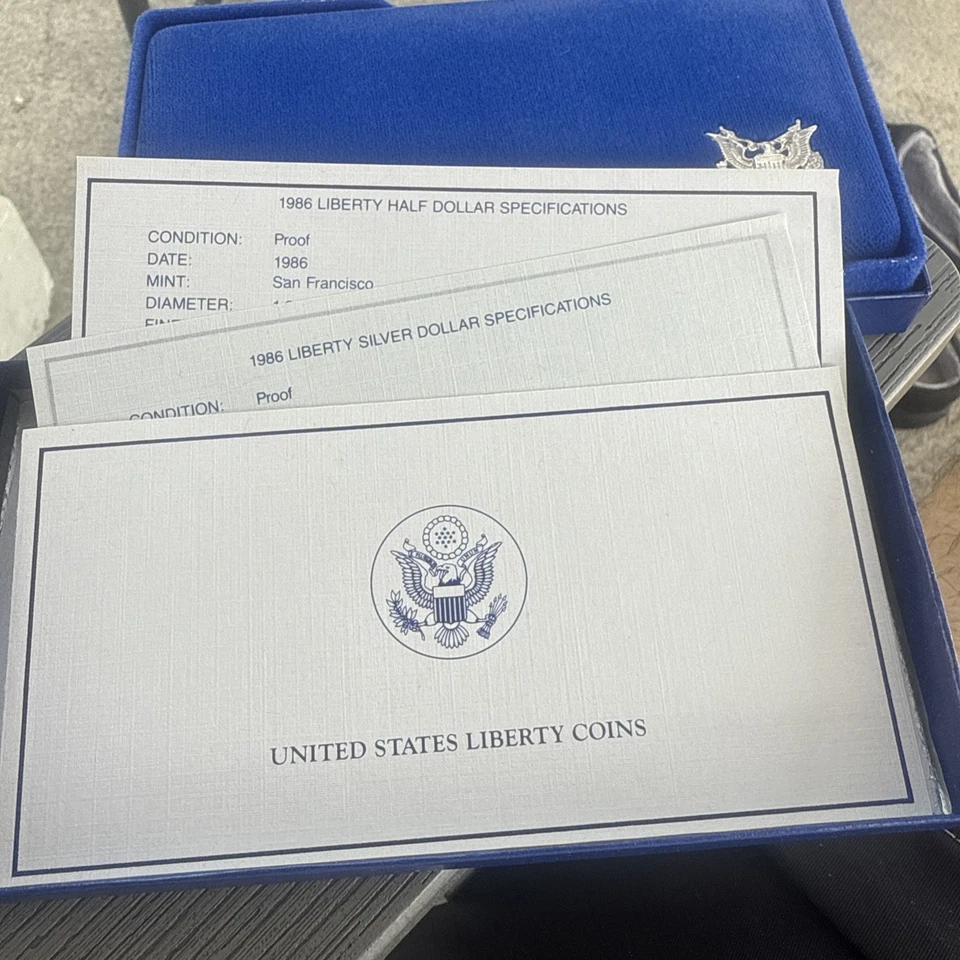 1986 LIBERTY HALF DOLLAR SPECIFICATIONS
CONDITION: Proof
DATE: 1986
MINT: San Francisco
DIAMETER:
1986 LIBERTY SILVER DOLLAR SPECIFICATIONS
CONDITION: Proof
UNITED STATES LIBERTY COINS